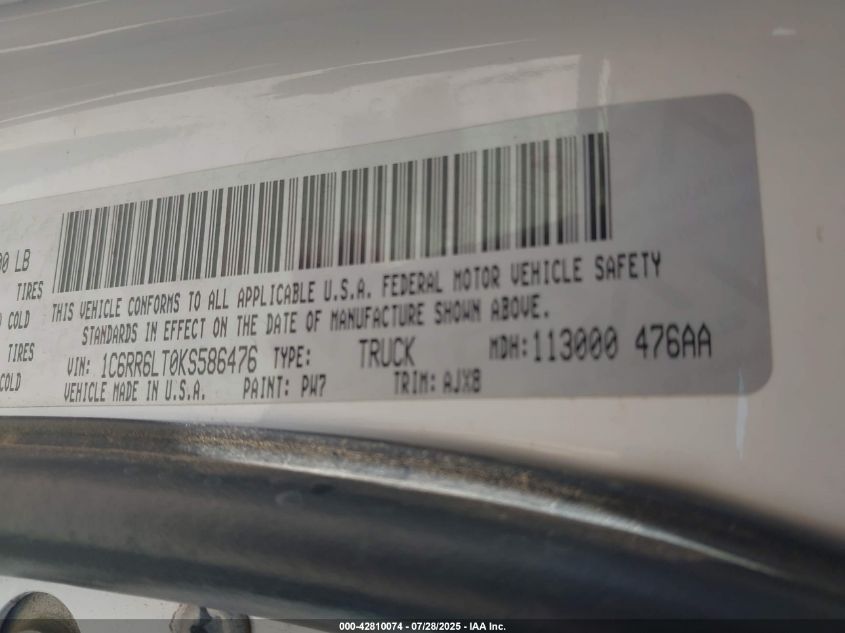 00 LB
TIRES
COLD
TIRES
COLD
THIS VEHICLE CONFORMS TO ALL APPLICABLE U.S.A. FEDERAL MOTOR VEHICLE SAFETY
STANDARDS IN EFFECT ON THE DATE OF MANUFACTURE SHOWN ABOVE.
VIN: 1C6RR6LT0KS586476 TYPE: TRUCK MDH: 113000 476AA
VEHICLE MADE IN U.S.A. PAINT: PW7 TRIM: AJX8
000-42810074 / 07/28/2025 - IAA Inc.